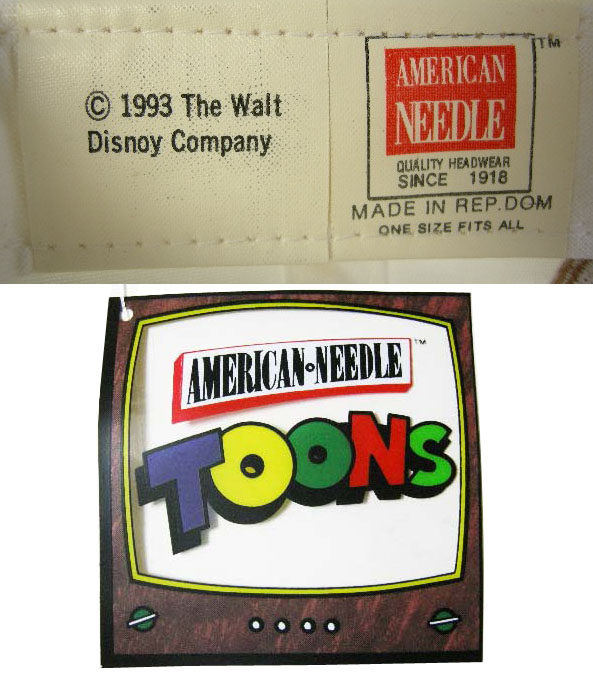 © 1993 The Walt
Disnoy Company
AMERICAN
NEEDLE
TM
QUALITY HEADWEAR
SINCE 1918
MADE IN REP.DOM
ONE SIZE FITS ALL
AMERICAN NEEDLE
TM
TOONS